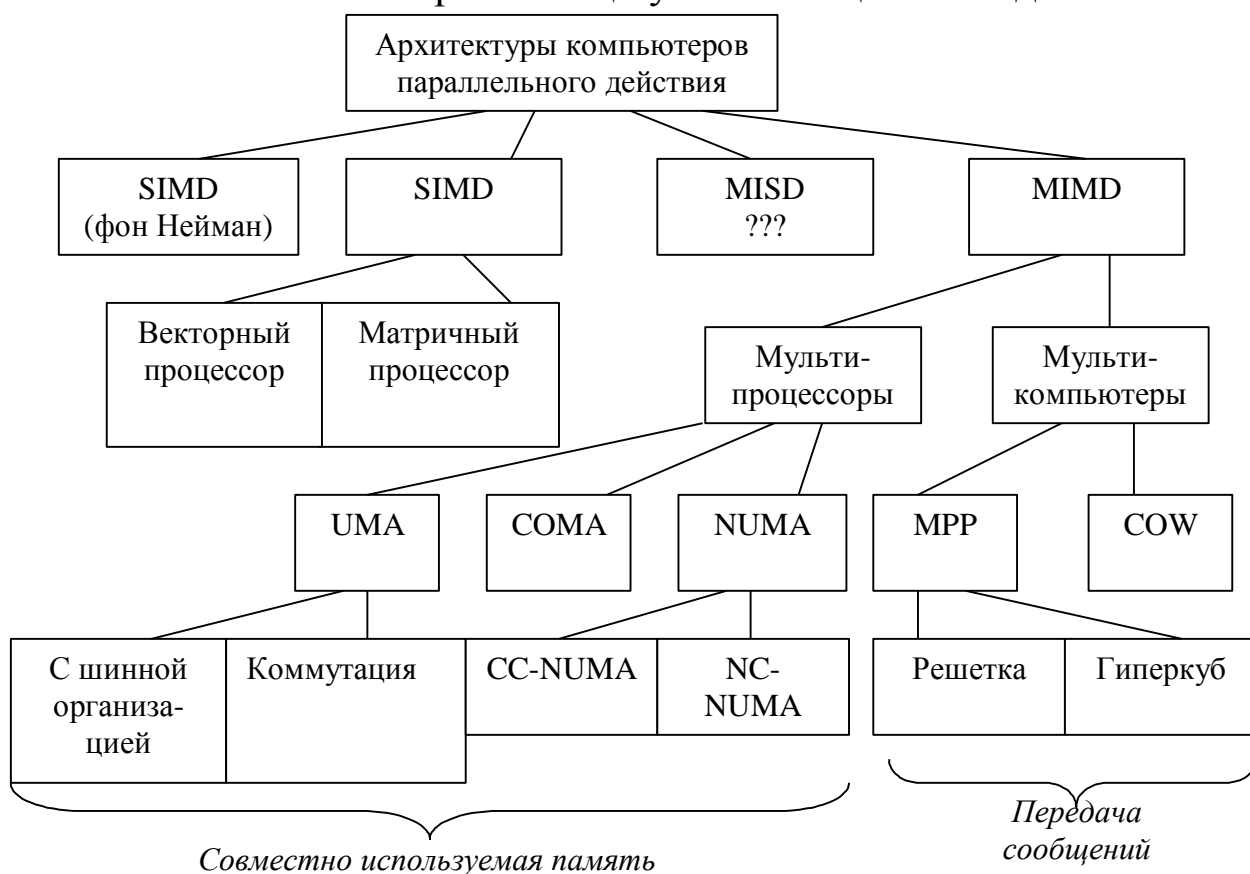 Архитектуры компьютеров
параллельного действия
SIMD
(фон Нейман)
SIMD
MISD
???
MIMD
Векторный
процессор
Матричный
процессор
Мульти-
процессоры
Мульти-
компьютеры
UMA
COMA
NUMA
MPP
COW
С шинной
организа-
цией
Коммутация
CC-NUMA
NC-
NUMA
Решетка
Гиперкуб
Совместно используемая память
Передача
сообщений